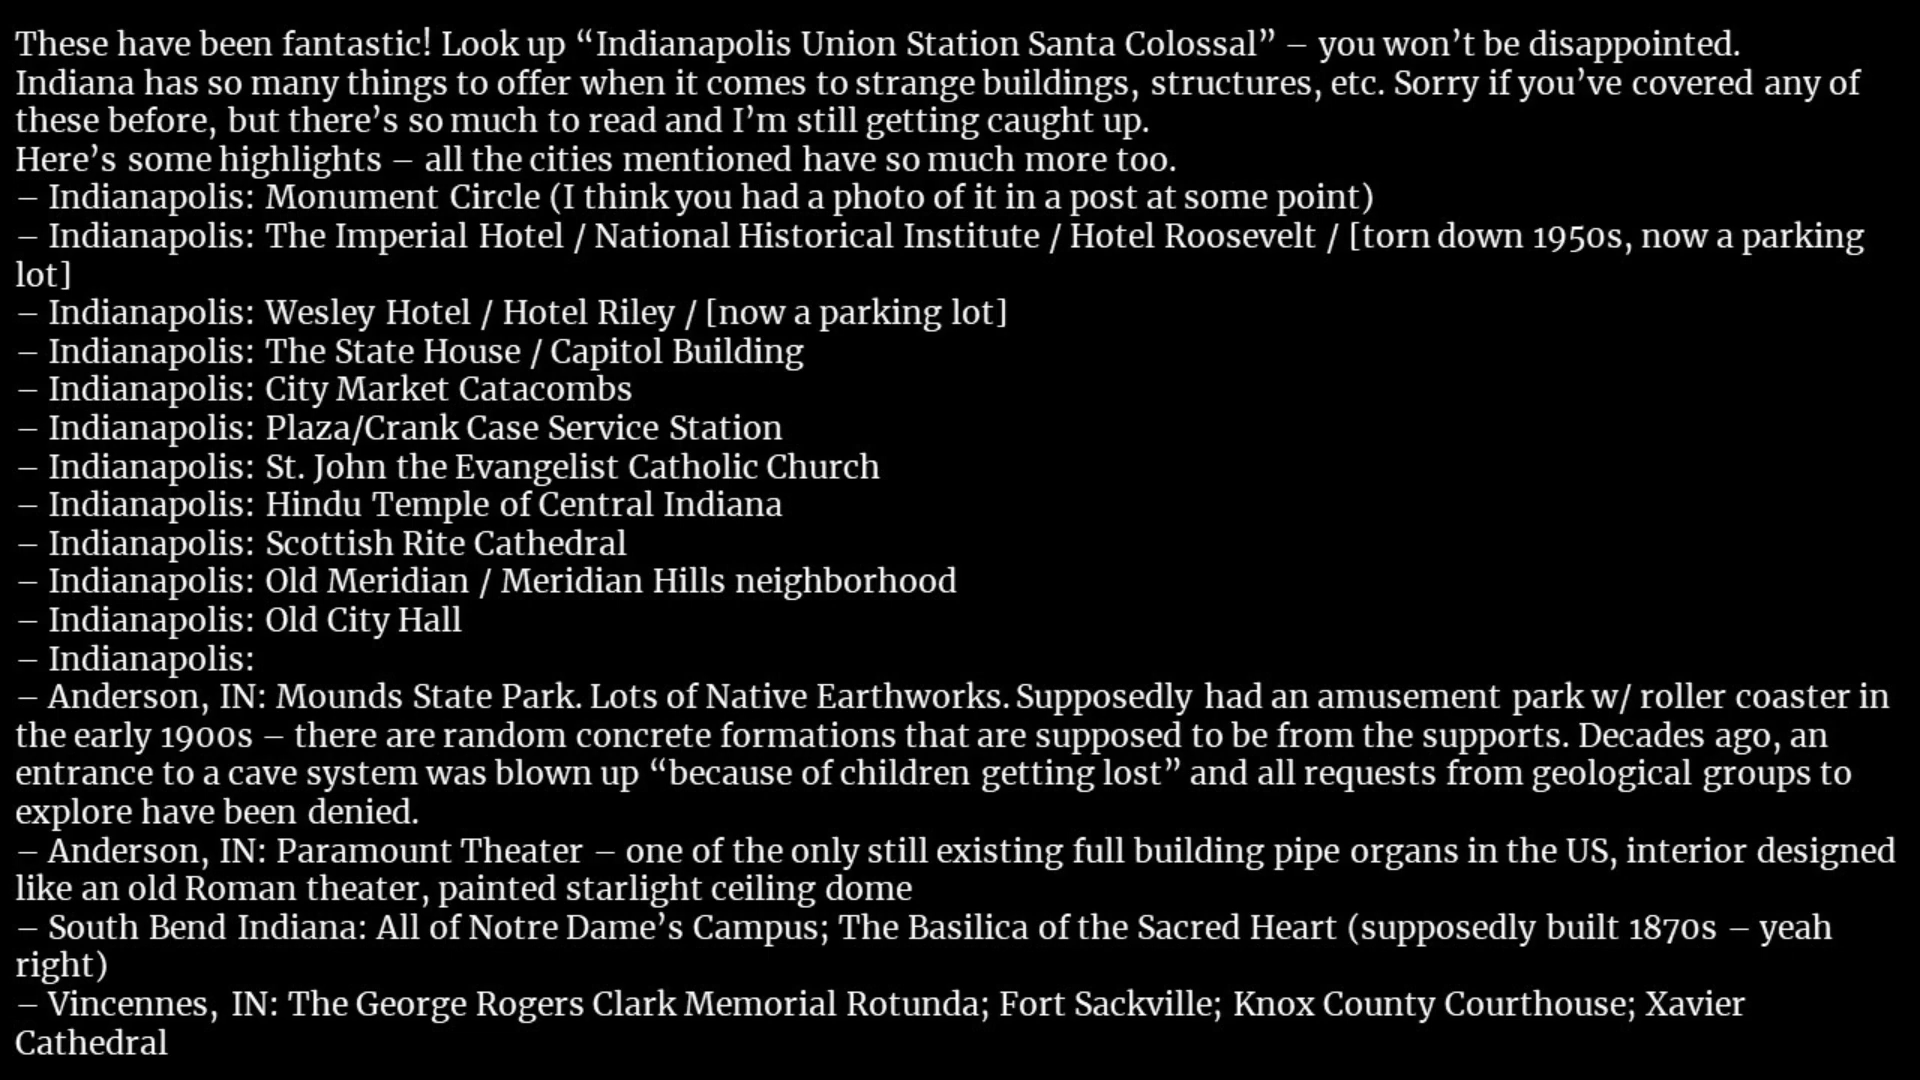 These have been fantastic! Look up “Indianapolis Union Station Santa Colossal” – you won’t be disappointed.
Indiana has so many things to offer when it comes to strange buildings, structures, etc. Sorry if you’ve covered any of
these before, but there’s so much to read and I’m still getting caught up.
Here’s some highlights – all the cities mentioned have so much more too.
– Indianapolis: Monument Circle (I think you had a photo of it in a post at some point)
– Indianapolis: The Imperial Hotel / National Historical Institute / Hotel Roosevelt / [torn down 1950s, now a parking
lot]
– Indianapolis: Wesley Hotel / Hotel Riley / [now a parking lot]
– Indianapolis: The State House / Capitol Building
– Indianapolis: City Market Catacombs
– Indianapolis: Plaza/Crank Case Service Station
– Indianapolis: St. John the Evangelist Catholic Church
– Indianapolis: Hindu Temple of Central Indiana
– Indianapolis: Scottish Rite Cathedral
– Indianapolis: Old Meridian / Meridian Hills neighborhood
– Indianapolis: Old City Hall
– Indianapolis:
– Anderson, IN: Mounds State Park. Lots of Native Earthworks. Supposedly had an amusement park w/ roller coaster in
the early 1900s – there are random concrete formations that are supposed to be from the supports. Decades ago, an
entrance to a cave system was blown up “because of children getting lost” and all requests from geological groups to
explore have been denied.
– Anderson, IN: Paramount Theater – one of the only still existing full building pipe organs in the US, interior designed
like an old Roman theater, painted starlight ceiling dome
– South Bend Indiana: All of Notre Dame’s Campus; The Basilica of the Sacred Heart (supposedly built 1870s – yeah
right)
– Vincennes, IN: The George Rogers Clark Memorial Rotunda; Fort Sackville; Knox County Courthouse; Xavier
Cathedral